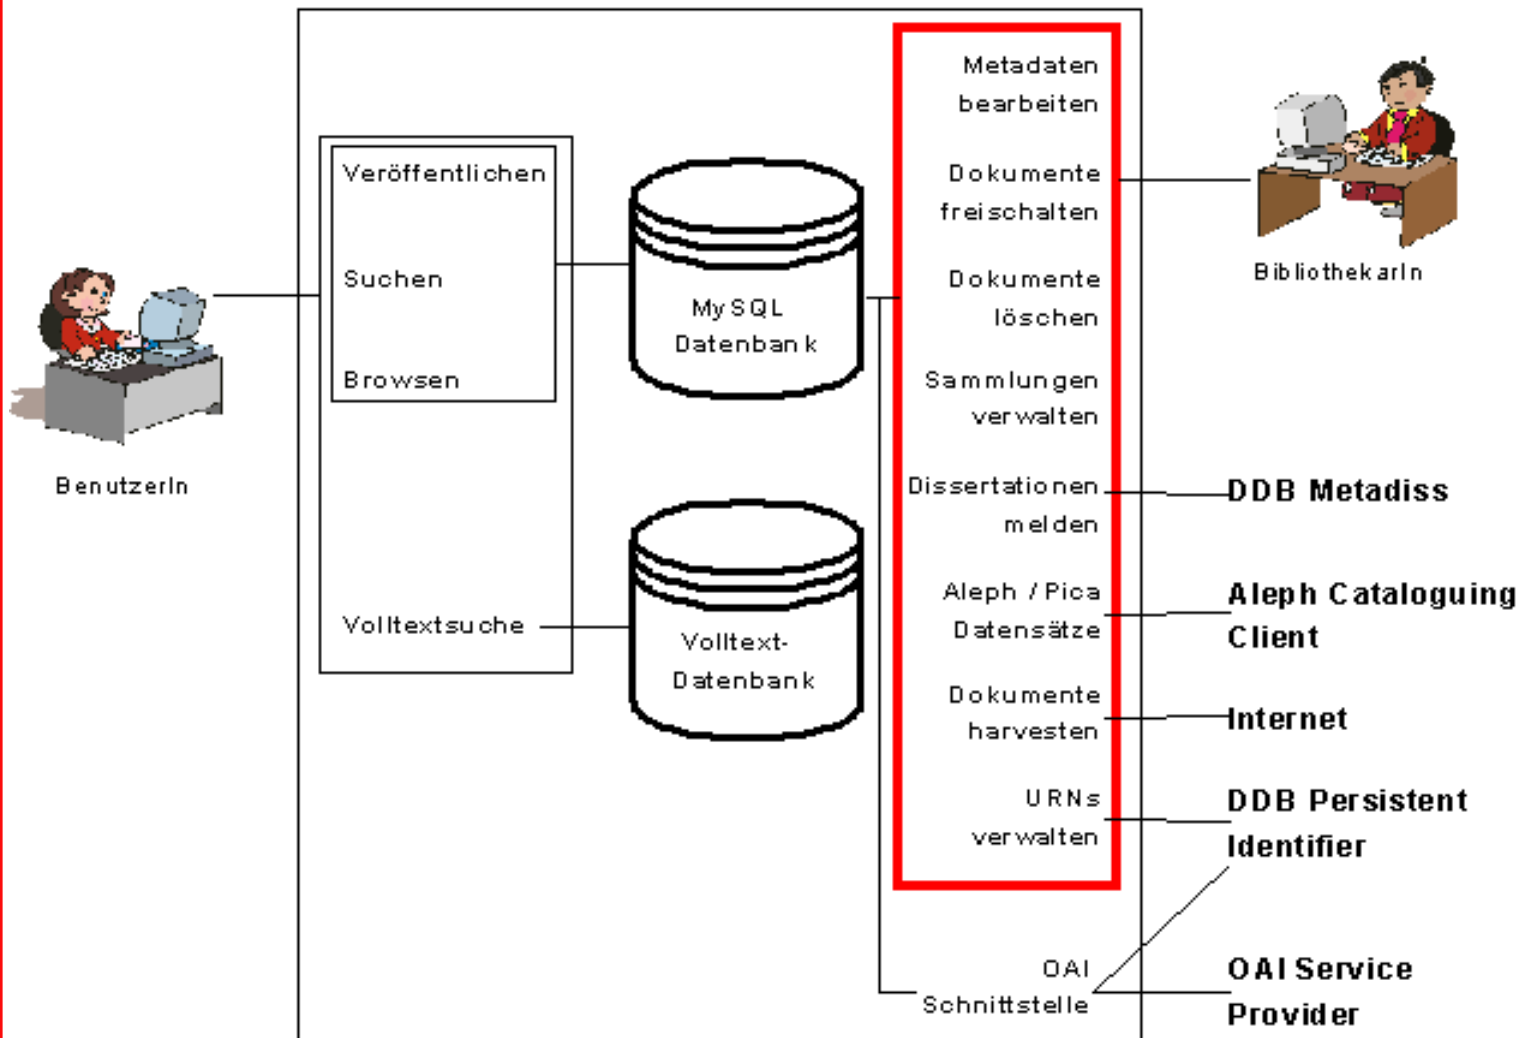 Metadaten
bearbeiten
Veröffentlichen
Dokumente
freischalten
BibliothekarIn
Suchen
MySQL
Datenbank
Dokumente
löschen
Browsen
Sammlungen
verwalten
BenutzerIn
Dissertationen
melden
DDB Metadiss
Volltextsuche
Volltext-
Datenbank
Aleph / Pica
Datensätze
Aleph Cataloguing
Client
Dokumente
harvesten
Internet
URNs
verwalten
DDB Persistent
Identifier
OAI
Schnittstelle
OAI Service
Provider